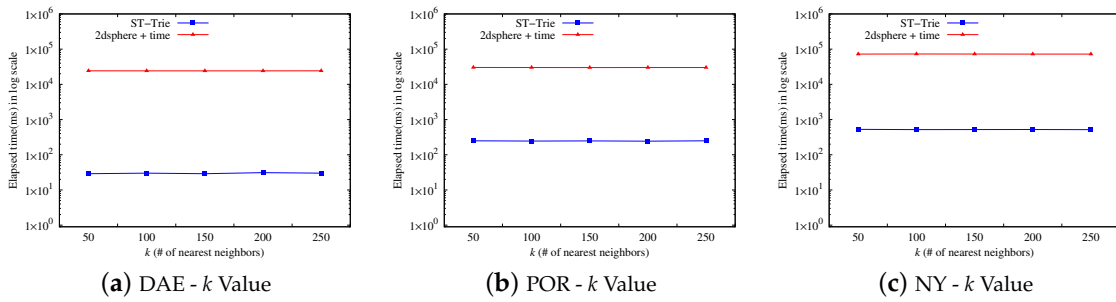 Elapsed time(ms) in log scale
1×10⁶
1×10⁵
1×10⁴
1×10³
1×10²
1×10¹
1×10⁰
ST−Trie
2dsphere + time
50 100 150 200 250
k (# of nearest neighbors)
(a) DAE - k Value
Elapsed time(ms) in log scale
1×10⁶
1×10⁵
1×10⁴
1×10³
1×10²
1×10¹
1×10⁰
ST−Trie
2dsphere + time
50 100 150 200 250
k (# of nearest neighbors)
(b) POR - k Value
Elapsed time(ms) in log scale
1×10⁶
1×10⁵
1×10⁴
1×10³
1×10²
1×10¹
1×10⁰
ST−Trie
2dsphere + time
50 100 150 200 250
k (# of nearest neighbors)
(c) NY - k Value